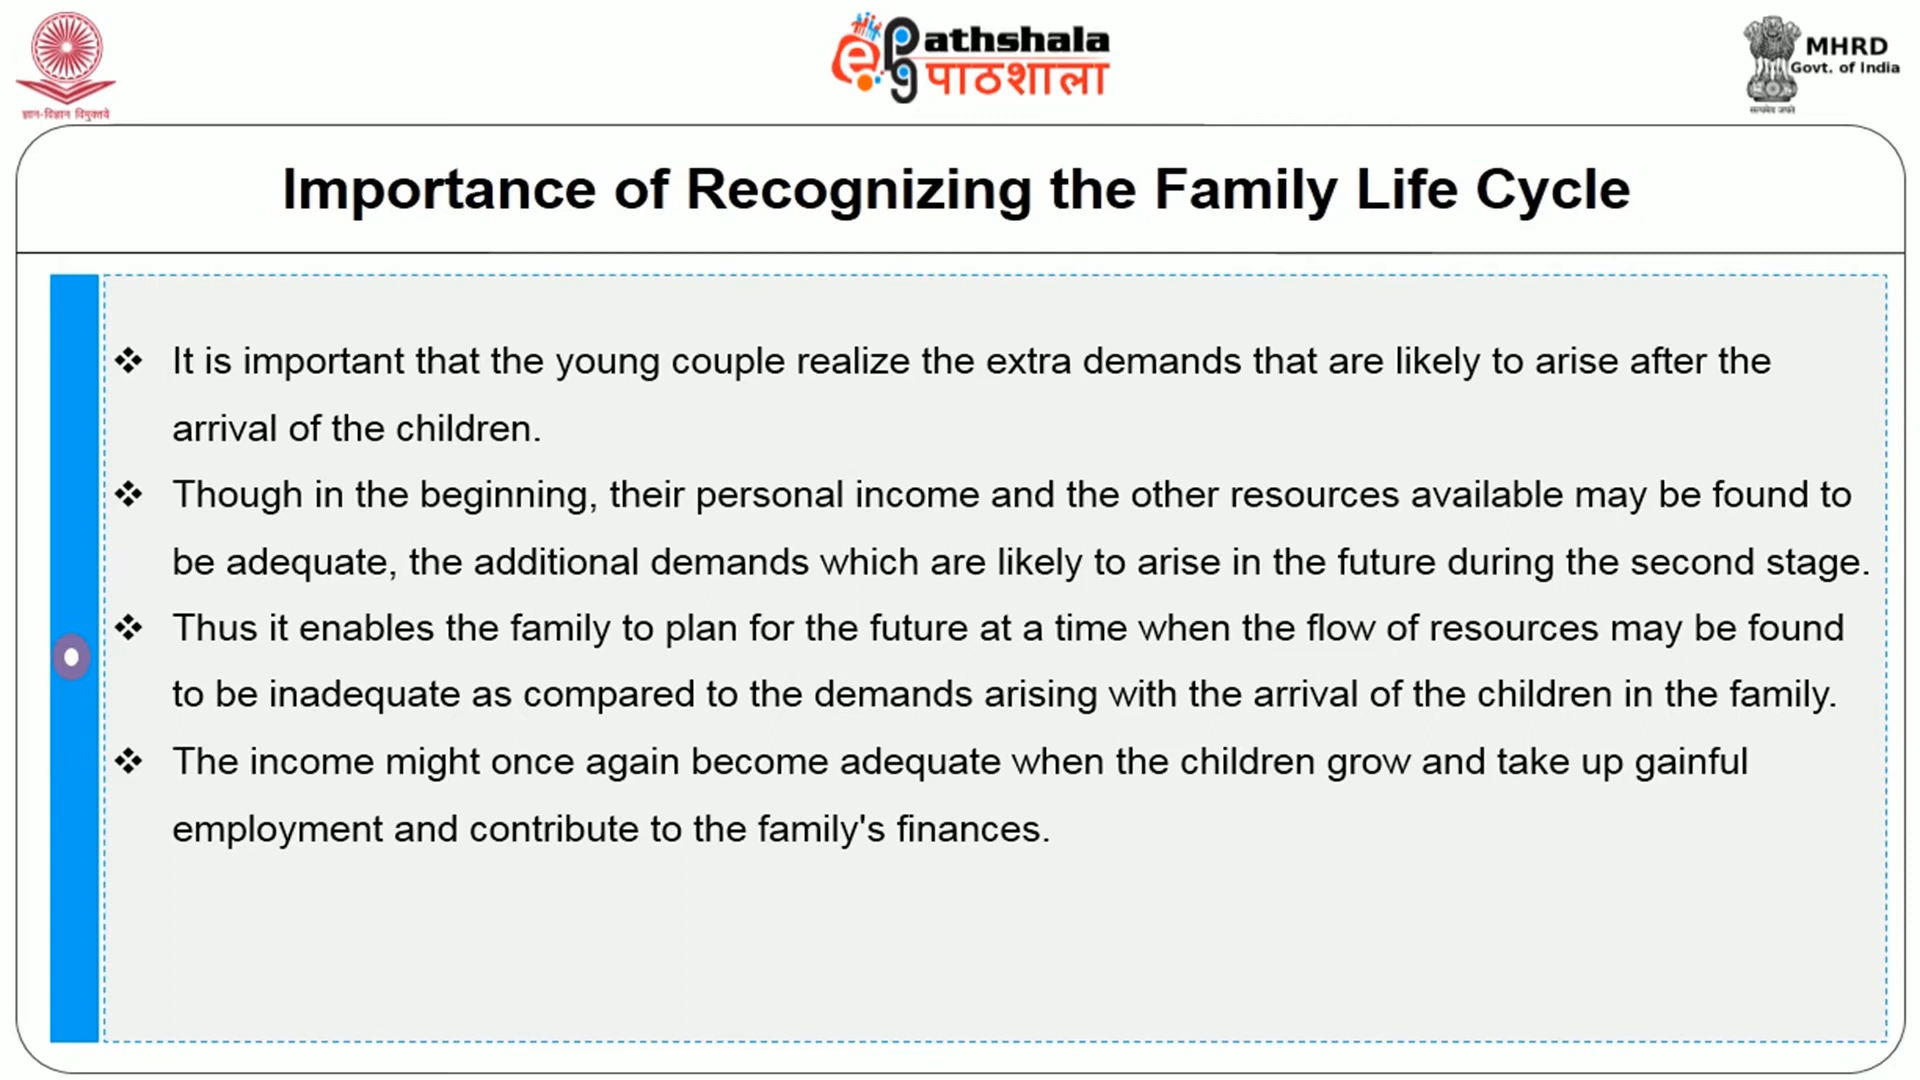 ज्ञान-विज्ञान विमुक्तये
ePathshala
pg पाठशाला
MHRD
Govt. of India
सत्यमेव जयते
Importance of Recognizing the Family Life Cycle
❖ It is important that the young couple realize the extra demands that are likely to arise after the
arrival of the children.
❖ Though in the beginning, their personal income and the other resources available may be found to
be adequate, the additional demands which are likely to arise in the future during the second stage.
❖ Thus it enables the family to plan for the future at a time when the flow of resources may be found
to be inadequate as compared to the demands arising with the arrival of the children in the family.
❖ The income might once again become adequate when the children grow and take up gainful
employment and contribute to the family's finances.